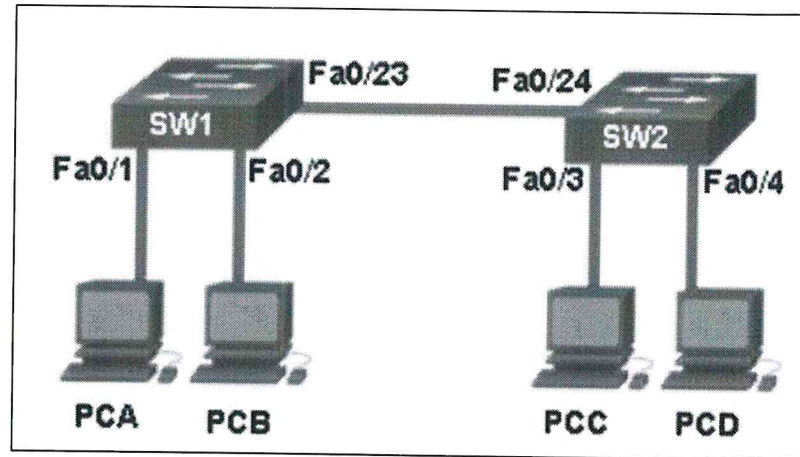 Fa0/23
Fa0/24
SW1
SW2
Fa0/1
Fa0/2
Fa0/3
Fa0/4
PCA
PCB
PCC
PCD